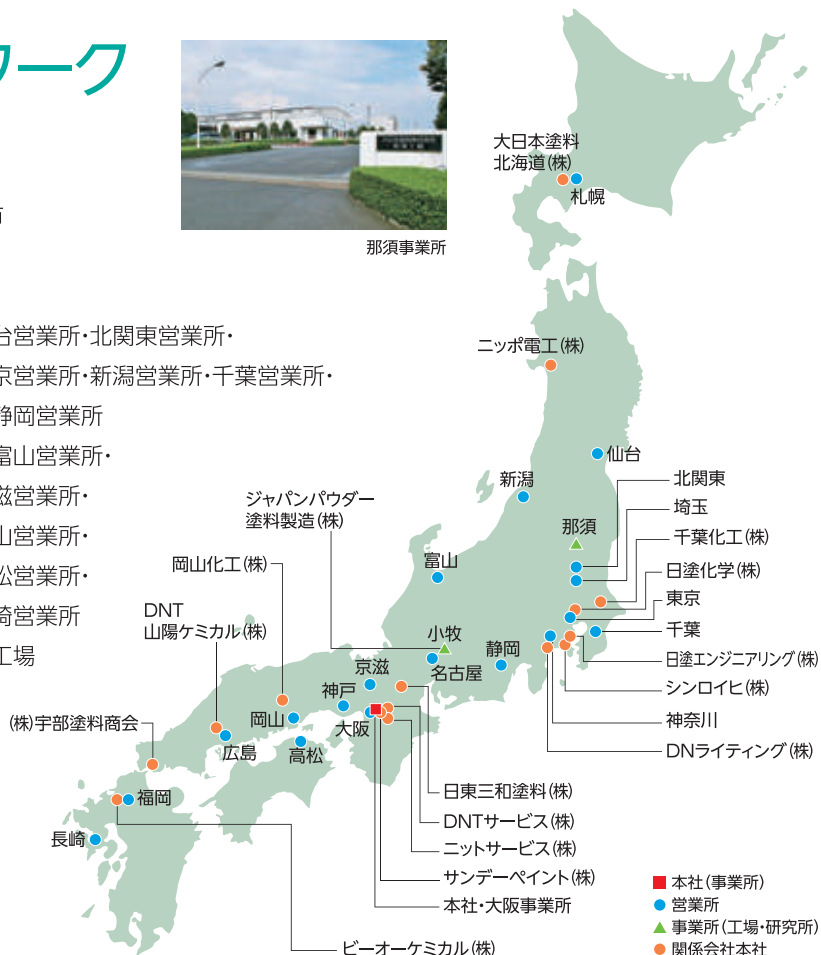 ワーク
那須事業所
台営業所･北関東営業所･
京営業所･新潟営業所･千葉営業所･
静岡営業所
富山営業所･
滋営業所･
山営業所･
松営業所･
崎営業所
工場
大日本塗料
北海道(株)
札幌
ニッポ電工(株)
仙台
新潟
北関東
埼玉
那須
千葉化工(株)
ジャパンパウダー
塗料製造(株)
富山
岡山化工(株)
日塗化学(株)
東京
DNT
山陽ケミカル(株)
小牧
千葉
静岡
名古屋
京滋
日塗エンジニアリング(株)
神戸
シンロイヒ(株)
岡山
大阪
神奈川
(株)宇部塗料商会
広島
高松
DNライティング(株)
日東三和塗料(株)
福岡
DNTサービス(株)
長崎
ニットサービス(株)
サンデーペイント(株)
本社･大阪事業所
ビーオーケミカル(株)
本社(事業所)
営業所
事業所(工場･研究所)
関係会社本社